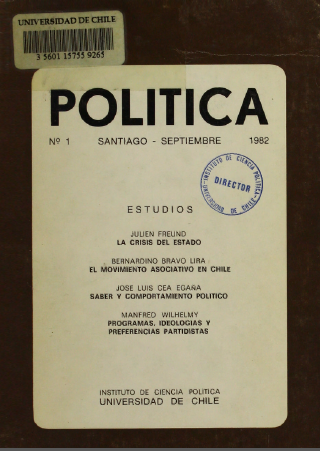 UNIVERSIDAD DE CHILE
3 5601 15755 9265
POLITICA
Nº 1 SANTIAGO - SEPTIEMBRE 1982
INSTITUTO DE CIENCIA POLITICA
DIRECTOR
UNIVERSIDAD DE CHILE
ESTUDIOS
JULIEN FREUND
LA CRISIS DEL ESTADO
BERNARDINO BRAVO LIRA
EL MOVIMIENTO ASOCIATIVO EN CHILE
JOSE LUIS CEA EGAÑA
SABER Y COMPORTAMIENTO POLITICO
MANFRED WILHELMY
PROGRAMAS, IDEOLOGIAS Y
PREFERENCIAS PARTIDISTAS
INSTITUTO DE CIENCIA POLITICA
UNIVERSIDAD DE CHILE